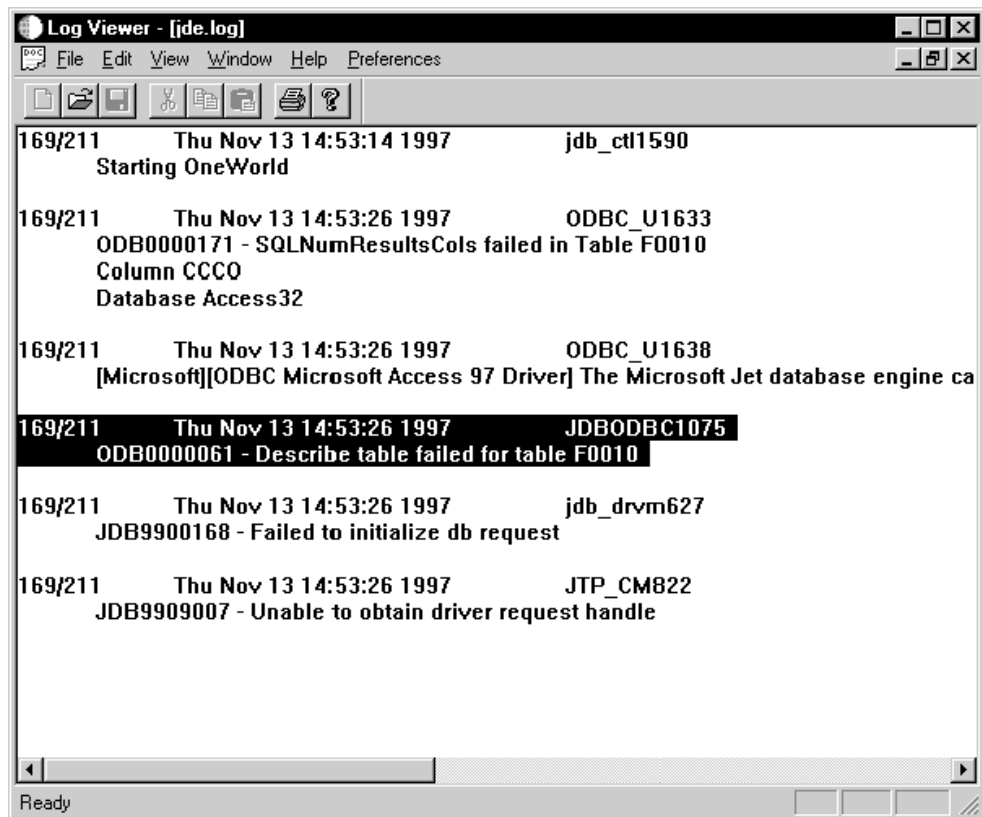 Log Viewer - [jde.log]
File Edit View Window Help Preferences
169/211 Thu Nov 13 14:53:14 1997 jdb_ctl1590
Starting OneWorld
169/211 Thu Nov 13 14:53:26 1997 ODBC_U1633
ODB0000171 - SQLNumResultsCols failed in Table F0010
Column CCCO
Database Access32
169/211 Thu Nov 13 14:53:26 1997 ODBC_U1638
[Microsoft][ODBC Microsoft Access 97 Driver] The Microsoft Jet database engine ca
169/211 Thu Nov 13 14:53:26 1997 JDBODBC1075
ODB0000061 - Describe table failed for table F0010
169/211 Thu Nov 13 14:53:26 1997 jdb_drvm627
JDB9900168 - Failed to initialize db request
169/211 Thu Nov 13 14:53:26 1997 JTP_CM822
JDB9909007 - Unable to obtain driver request handle
Ready